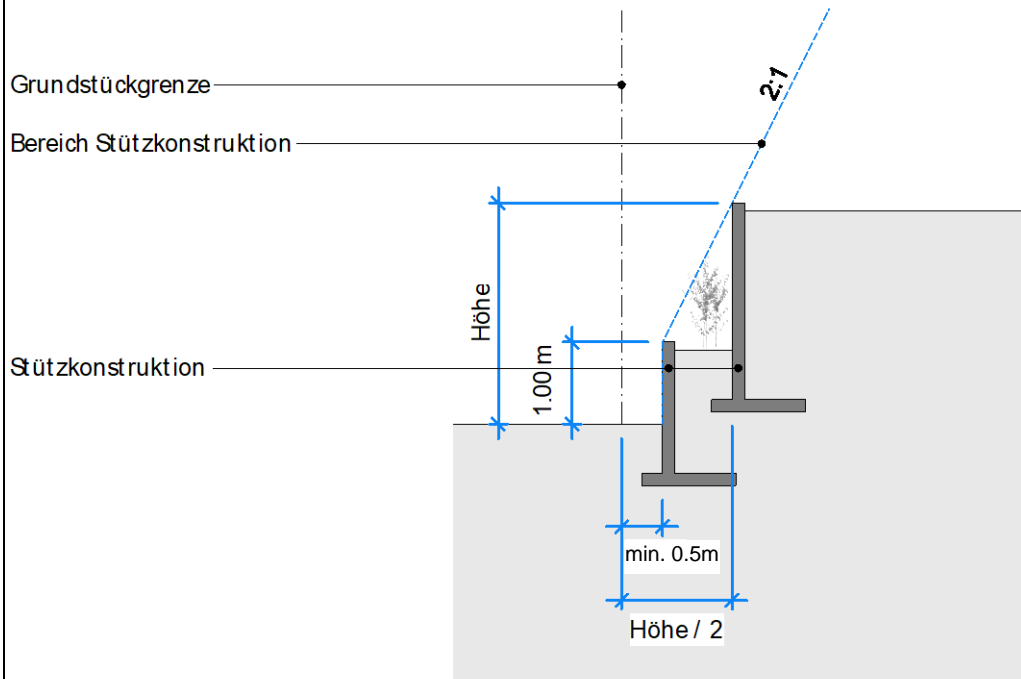 Grundstückgrenze
2:1
Bereich Stützkonstruktion
Höhe
1.00 m
Stützkonstruktion
min. 0.5m
Höhe / 2